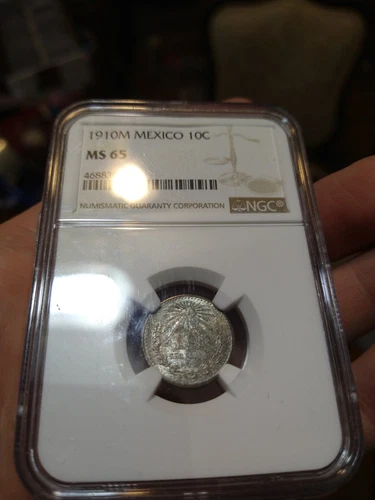 1910M MEXICO 10C
MS 65
NUMISMATIC GUARANTY CORPORATION
NGC®